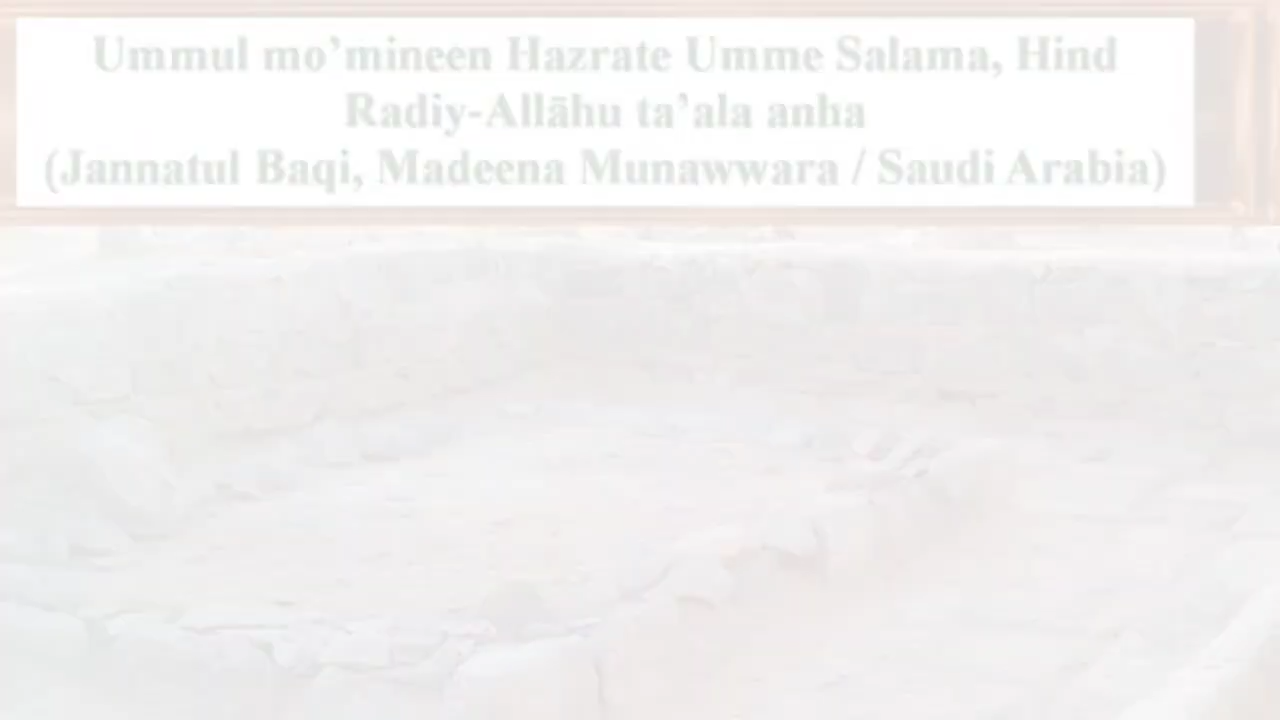 Ummul mo’mineen Hazrate Umme Salama, Hind
Radiy-Allāhu ta’ala anha
(Jannatul Baqi, Madeena Munawwara / Saudi Arabia)